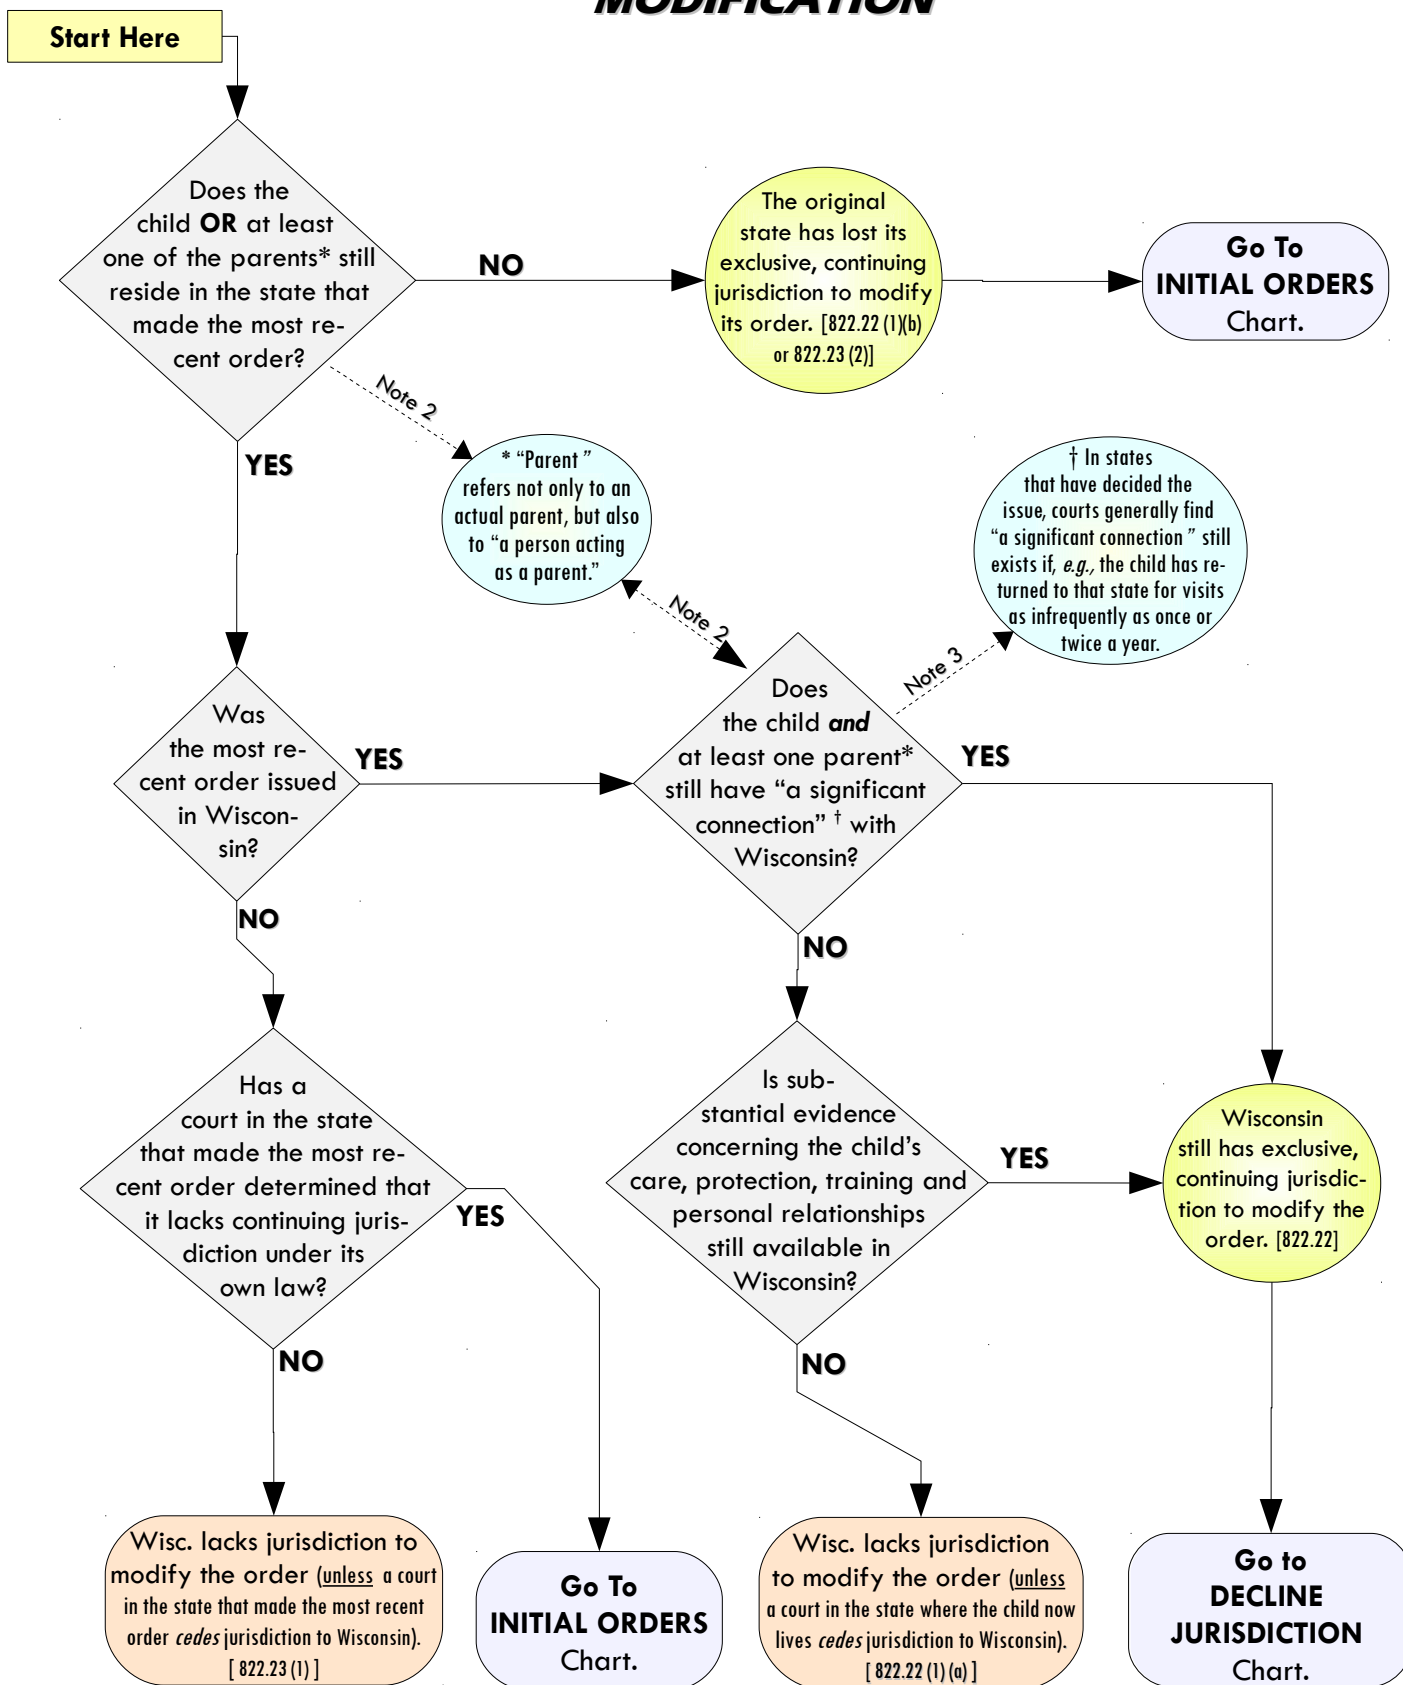 MODIFICATION
Start Here
Does the
child OR at least
one of the parents* still
reside in the state that
made the most re-
cent order?
NO
The original
state has lost its
exclusive, continuing
jurisdiction to modify
its order. [822.22 (1)(b)
or 822.23 (2)]
Go To
INITIAL ORDERS
Chart.
Note 2
YES
* “Parent”
refers not only to an
actual parent, but also
to “a person acting
as a parent.”
† In states
that have decided the
issue, courts generally find
“a significant connection” still
exists if, e.g., the child has re-
turned to that state for visits
as infrequently as once or
twice a year.
Note 2
Note 3
Was
the most re-
cent order issued
in Wiscon-
sin?
YES
Does
the child and
at least one parent*
still have “a significant
connection” † with
Wisconsin?
YES
NO
NO
Has a
court in the state
that made the most re-
cent order determined that
it lacks continuing juris-
diction under its
own law?
YES
Is sub-
stantial evidence
concerning the child’s
care, protection, training and
personal relationships
still available in
Wisconsin?
YES
Wisconsin
still has exclusive,
continuing jurisdic-
tion to modify the
order. [822.22]
NO
NO
Wisc. lacks jurisdiction to
modify the order (unless a court
in the state that made the most recent
order cedes jurisdiction to Wisconsin).
[ 822.23 (1) ]
Go To
INITIAL ORDERS
Chart.
Wisc. lacks jurisdiction
to modify the order (unless
a court in the state where the child now
lives cedes jurisdiction to Wisconsin).
[ 822.22 (1) (a) ]
Go to
DECLINE
JURISDICTION
Chart.